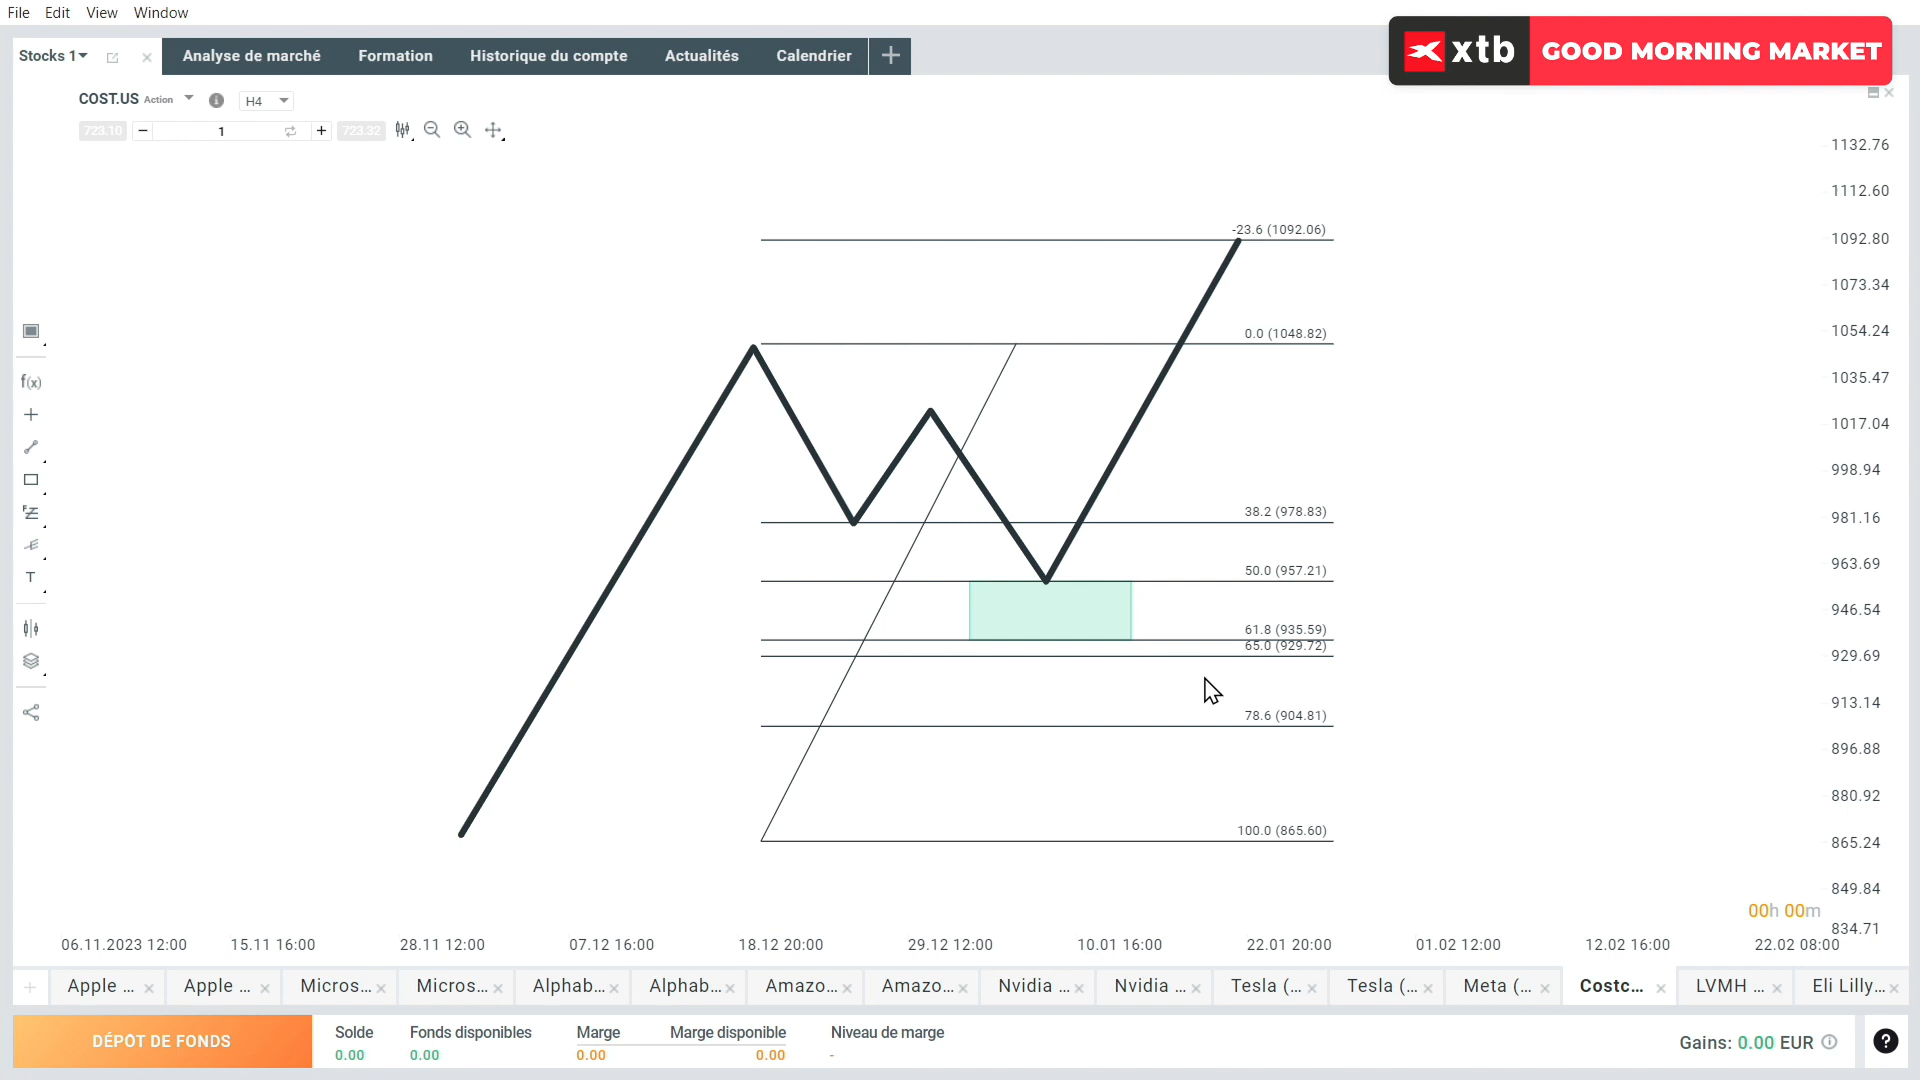 File Edit View Window
Stocks 1 Analyse de marché Formation Historique du compte Actualités Calendrier
xtb GOOD MORNING MARKET
COST.US Action H4
723.10 1 723.32
1132.76
1112.60
-23.6 (1092.06)
1092.80
1073.34
0.0 (1048.82)
1054.24
f(x)
1035.47
1017.04
998.94
38.2 (978.83)
981.16
50.0 (957.21)
963.69
T
946.54
61.8 (935.59)
65.0 (929.72)
929.69
913.14
78.6 (904.81)
896.88
880.92
100.0 (865.60)
865.24
849.84
00h 00m
834.71
06.11.2023 12:00 15.11 16:00 28.11 12:00 07.12 16:00 18.12 20:00 29.12 12:00 10.01 16:00 22.01 20:00 01.02 12:00 12.02 16:00 22.02 08:00
Apple ... Apple ... Micros... Micros... Alphab... Alphab... Amazo... Amazo... Nvidia ... Nvidia ... Tesla (... Tesla (... Meta (... Costc... LVMH ... Eli Lilly...
DÉPÔT DE FONDS
Solde Fonds disponibles Marge Marge disponible Niveau de marge
0.00 0.00 0.00 0.00 -
Gains: 0.00 EUR
?